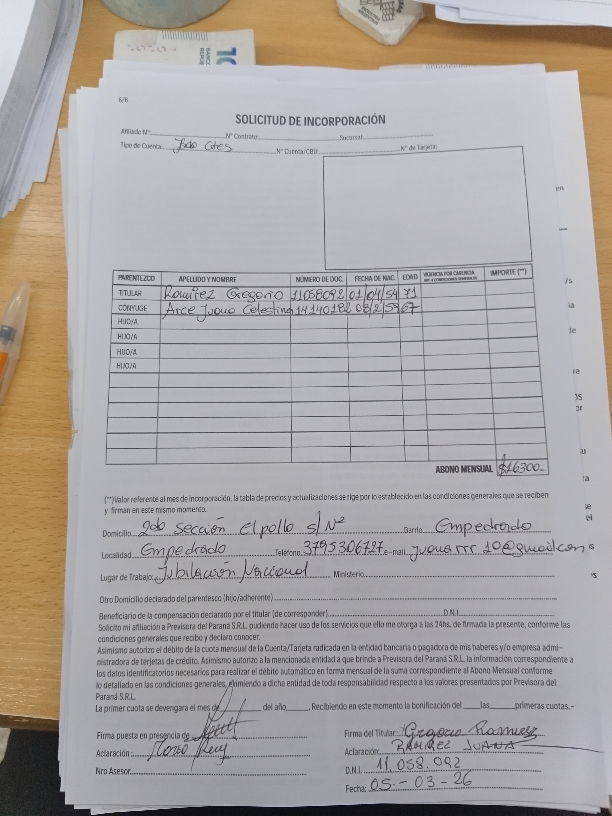 6/6
SOLICITUD DE INCORPORACIÓN
Afiliado N°: N° Contrato: Sucursal:
Tipo de Cuenta: N° Cuenta/CBU: N° de Tarjeta:
PARENTEZCO APELLIDO Y NOMBRE NÚMERO DE DOC FECHA DE NAC. EDAD VIGENCIA POR CARENCIA IMPORTE (**)
TITULAR Ramirez Gregorio 11058092 01/04/54 71
CONYUGE Arce Juana Celestina 14140182 08/2/59 67
HIJO/A
HIJO/A
HIJO/A
HIJO/A
ABONO MENSUAL $16300-
(**)Valor referente al mes de incorporación, la tabla de precios y actualizaciones se rige por lo establecido en las condiciones generales que se reciben
y firman en este mismo momento.
Domicilio 2do Sección El pollo s/Nº Barrio Empedrado
Localidad Empedrado Teléfono 3795306727 e-mail
Lugar de Trabajo: Jubilación Nacional Ministerio
Otro Domicilio declarado del parentesco (hijo/adherente)
Beneficiario de la compensación declarado por el titular (de corresponder) D.N.I.
Solicito mi afiliación a Previsora del Paraná S.R.L. pudiendo hacer uso de los servicios que ello me otorga a las 24hs. de firmada la presente, conforme las
condiciones generales que recibo y declaro conocer.
Asimismo autorizo el débito de la cuota mensual de la Cuenta/Tarjeta radicada en la entidad bancaria o pagadora de mis haberes y/o empresa admi-
nistradora de tarjetas de crédito. Asimismo autorizo a la mencionada entidad a que brinde a Previsora del Paraná S.R.L. la información correspondiente a
los datos identificatorios necesarios para realizar el débito automático en forma mensual de la suma correspondiente al Abono Mensual conforme
lo detallado en las condiciones generales, eximiendo a dicha entidad de toda responsabilidad respecto a los valores presentados por Previsora del
Paraná S.R.L.
La primer cuota se devengara el mes de del año Recibiendo en este momento la bonificación del las primeras cuotas.-
Firma puesta en presencia de Firma del Titular: Gregorio Ramirez
Aclaración: Aclaración: RAMIREZ JUANA
Nro Asesor. D.N.I. 11.058.092
Fecha: 05-03-26